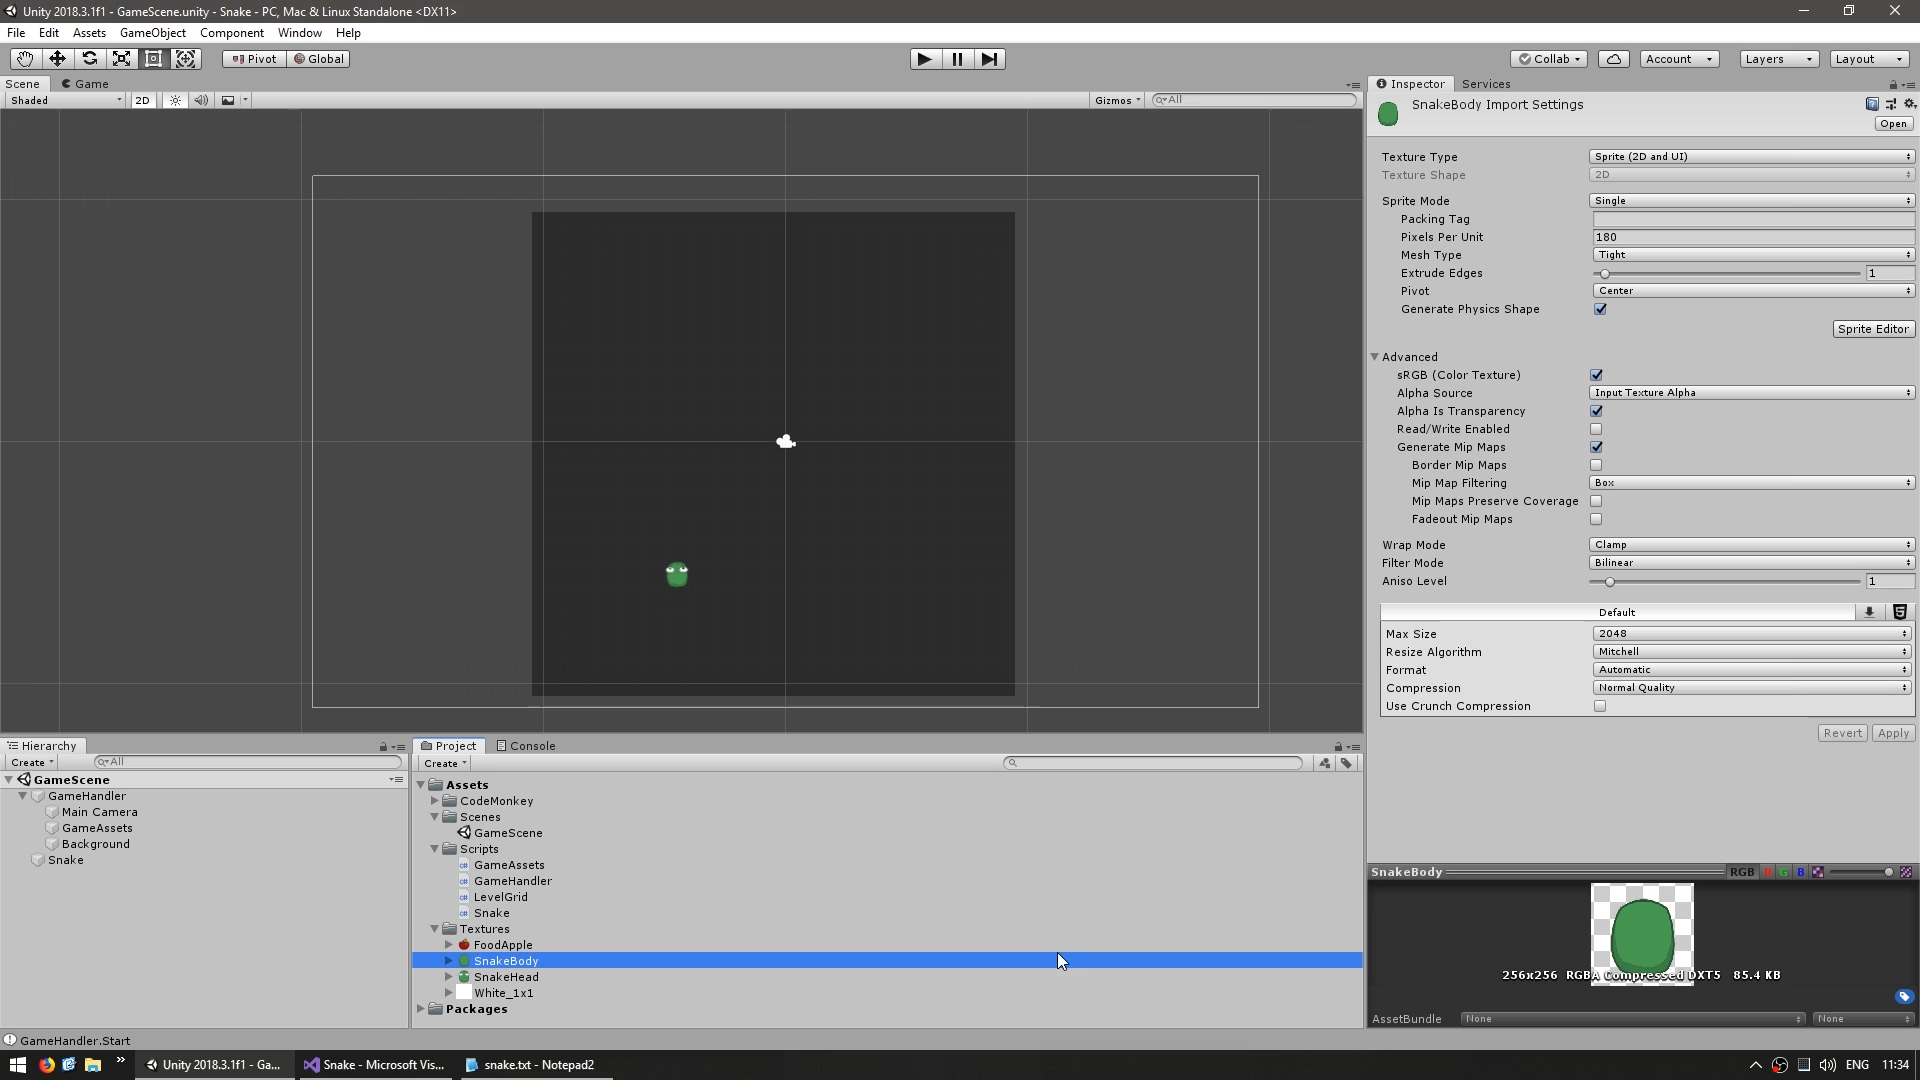 Unity 2018.3.1f1 - GameScene.unity - Snake - PC, Mac & Linux Standalone <DX11>
File Edit Assets GameObject Component Window Help
Pivot Global Collab Account Layers Layout
Scene Game
Shaded 2D Gizmos All
Inspector Services
SnakeBody Import Settings
Open
Texture Type Sprite (2D and UI)
Texture Shape 2D
Sprite Mode Single
Packing Tag
Pixels Per Unit 180
Mesh Type Tight
Extrude Edges 1
Pivot Center
Generate Physics Shape
Sprite Editor
Advanced
sRGB (Color Texture)
Alpha Source Input Texture Alpha
Alpha Is Transparency
Read/Write Enabled
Generate Mip Maps
Border Mip Maps
Mip Map Filtering Box
Mip Maps Preserve Coverage
Fadeout Mip Maps
Wrap Mode Clamp
Filter Mode Bilinear
Aniso Level 1
Default
Max Size 2048
Resize Algorithm Mitchell
Format Automatic
Compression Normal Quality
Use Crunch Compression
Revert Apply
Hierarchy
Create All
GameScene
GameHandler
Main Camera
GameAssets
Background
Snake
Project Console
Create
Assets
CodeMonkey
Scenes
GameScene
Scripts
GameAssets
GameHandler
LevelGrid
Snake
Textures
FoodApple
SnakeBody
SnakeHead
White_1x1
Packages
SnakeBody RGB R G B
256x256 RGBA Compressed DXT5 85.4 KB
AssetBundle None None
GameHandler.Start
Unity 2018.3.1f1 - Ga... Snake - Microsoft Vis... snake.txt - Notepad2 ENG 11:34